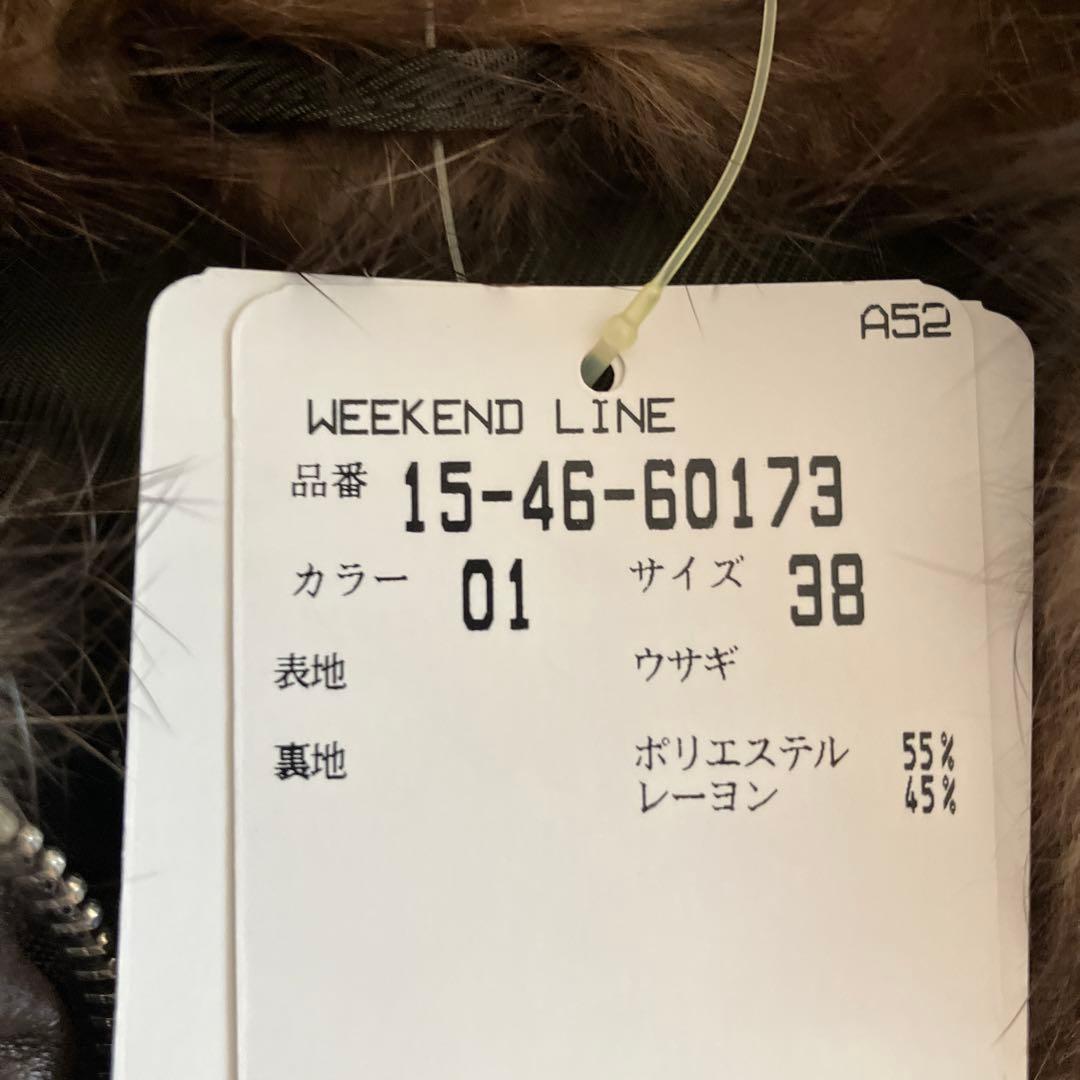 A52
WEEKEND LINE
品番 15-46-60173
カラー 01 サイズ 38
表地 ウサギ
裏地 ポリエステル 55%
レーヨン 45%